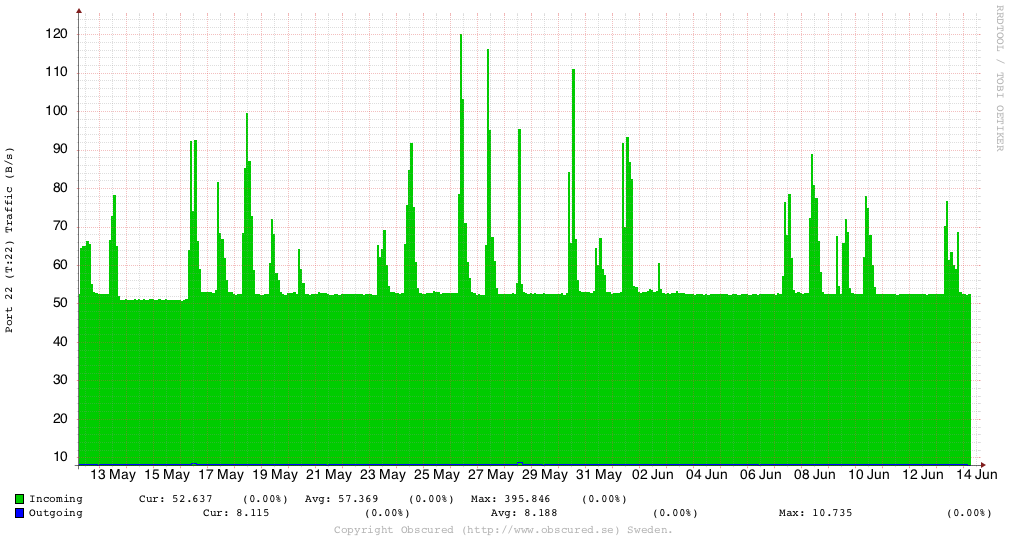 RRDTOOL / TOBI OETIKER
Port 22 (T:22) Traffic (B/s)
120
110
100
90
80
70
60
50
40
30
20
10
13 May 15 May 17 May 19 May 21 May 23 May 25 May 27 May 29 May 31 May 02 Jun 04 Jun 06 Jun 08 Jun 10 Jun 12 Jun 14 Jun
Incoming Cur: 52.637 (0.00%) Avg: 57.369 (0.00%) Max: 395.846 (0.00%)
Outgoing Cur: 8.115 (0.00%) Avg: 8.188 (0.00%) Max: 10.735 (0.00%)
Copyright Obscured (http://www.obscured.se) Sweden.